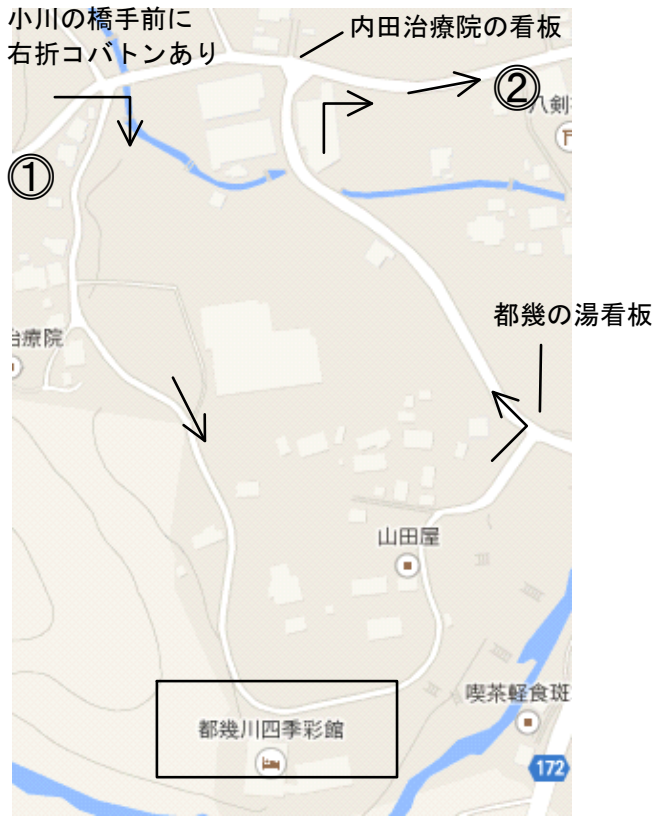 小川の橋手前に
右折コバトンあり
内田治療院の看板
②
八剣
①
都幾の湯看板
治療院
山田屋
喫茶軽食斑
都幾川四季彩館
172